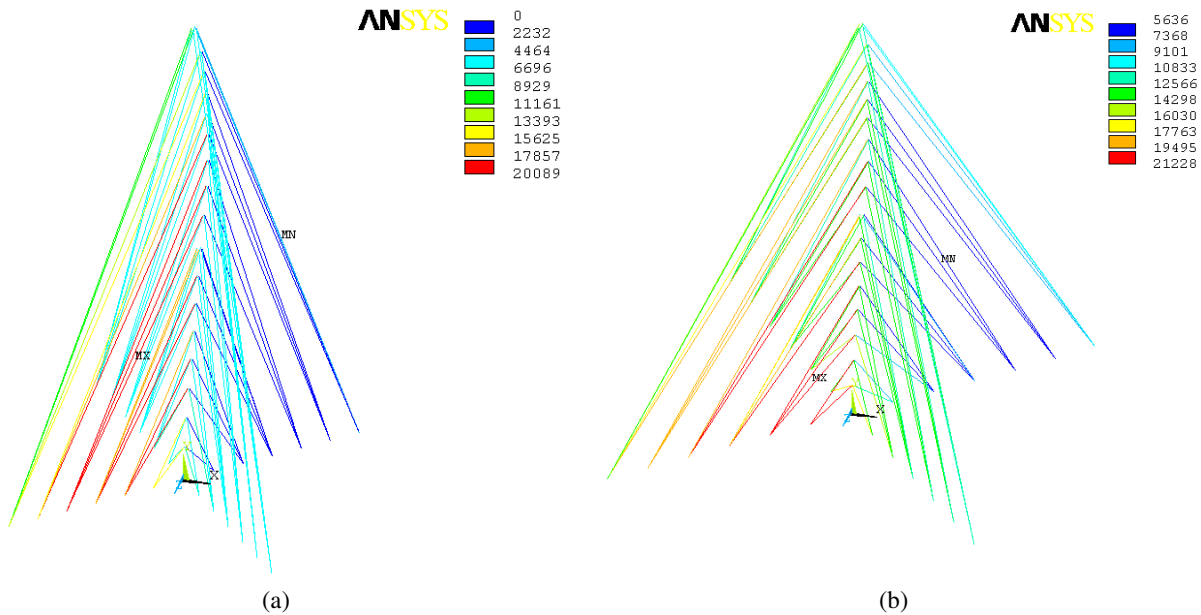 ANSYS
0
2232
4464
6696
8929
11161
13393
15625
17857
20089
MN
MX
X
Z
(a)
ANSYS
5636
7368
9101
10833
12566
14298
16030
17763
19495
21228
MN
MX
X
Z
(b)